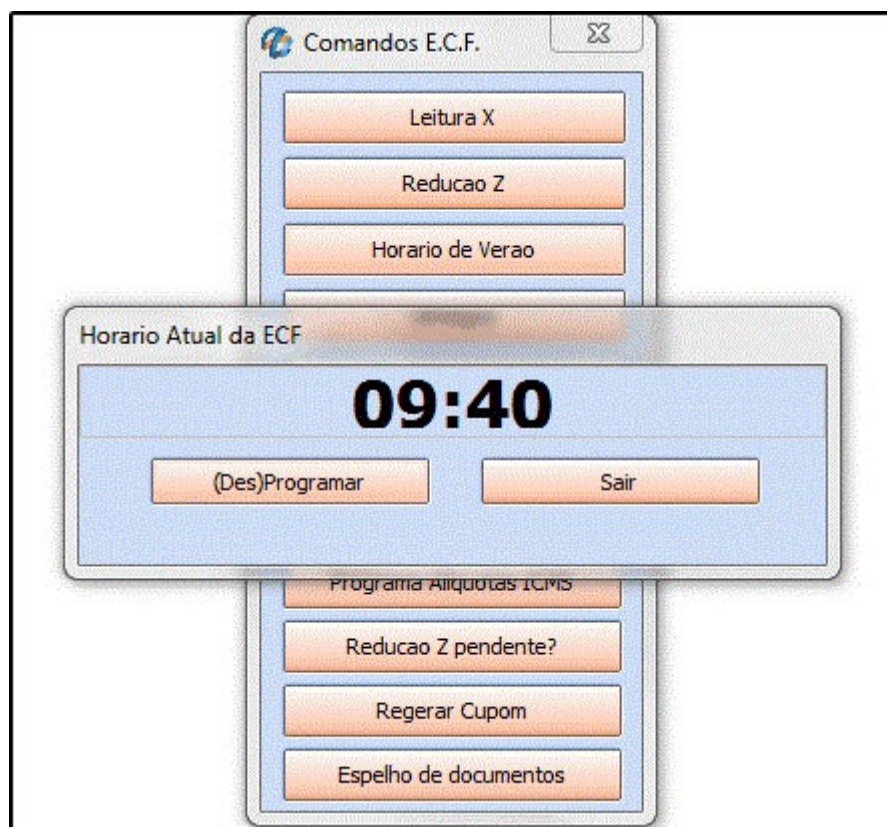 Comandos E.C.F.
Leitura X
Reducao Z
Horario de Verao
Horario Atual da ECF
09:40
(Des)Programar Sair
Programa Aliquotas ICMS
Reducao Z pendente?
Regerar Cupom
Espelho de documentos